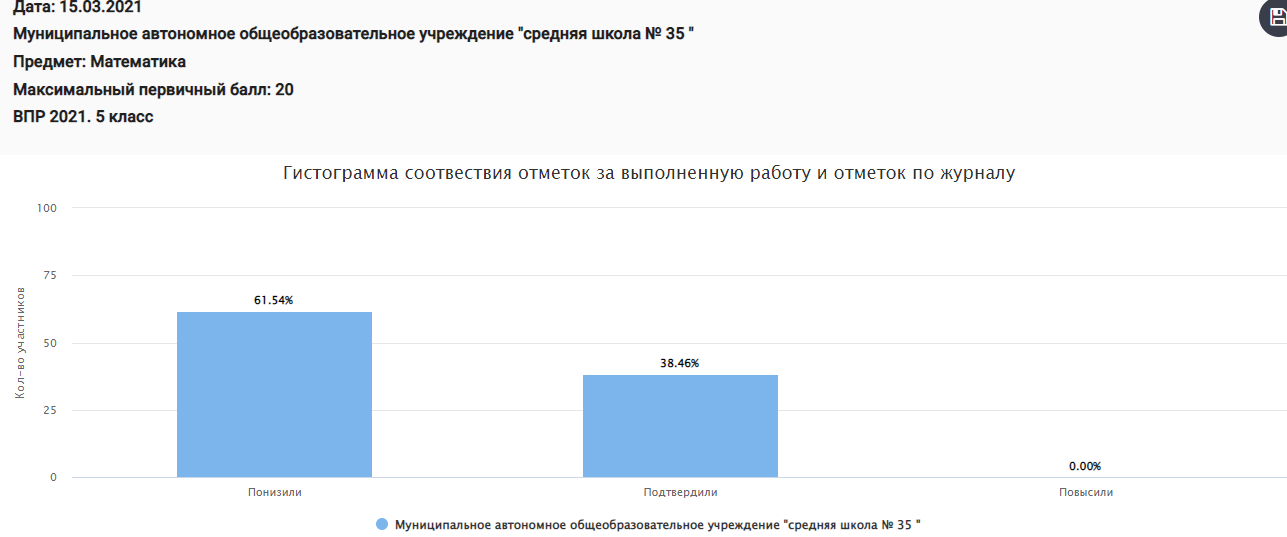 Дата: 15.03.2021
Муниципальное автономное общеобразовательное учреждение "средняя школа № 35 "
Предмет: Математика
Максимальный первичный балл: 20
ВПР 2021. 5 класс
Гистограмма соотвествия отметок за выполненную работу и отметок по журналу
Кол-во участников
100
75
50
25
0
61.54%
38.46%
0.00%
Понизили
Подтвердили
Повысили
Муниципальное автономное общеобразовательное учреждение "средняя школа № 35 "